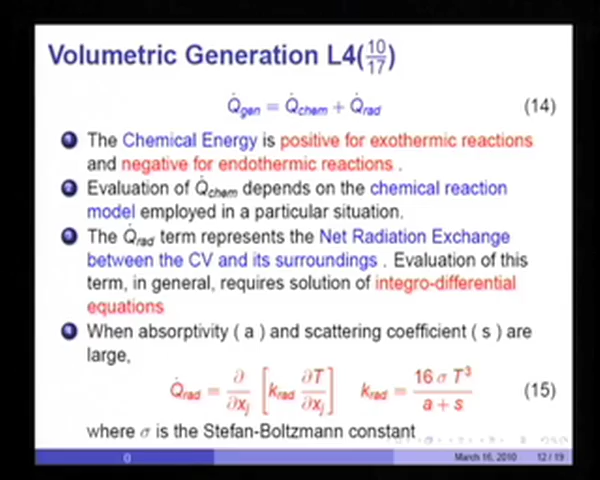 Volumetric Generation L4(10/17)
Q̇gen = Q̇chem + Q̇rad (14)
1 The Chemical Energy is positive for exothermic reactions
and negative for endothermic reactions .
2 Evaluation of Q̇chem depends on the chemical reaction
model employed in a particular situation.
3 The Q̇rad term represents the Net Radiation Exchange
between the CV and its surroundings . Evaluation of this
term, in general, requires solution of integro-differential
equations
4 When absorptivity ( a ) and scattering coefficient ( s ) are
large,
Q̇rad = ∂/∂xj [krad ∂T/∂xj] krad = 16 σ T³/a + s (15)
where σ is the Stefan-Boltzmann constant
() March 16, 2010 12 / 19